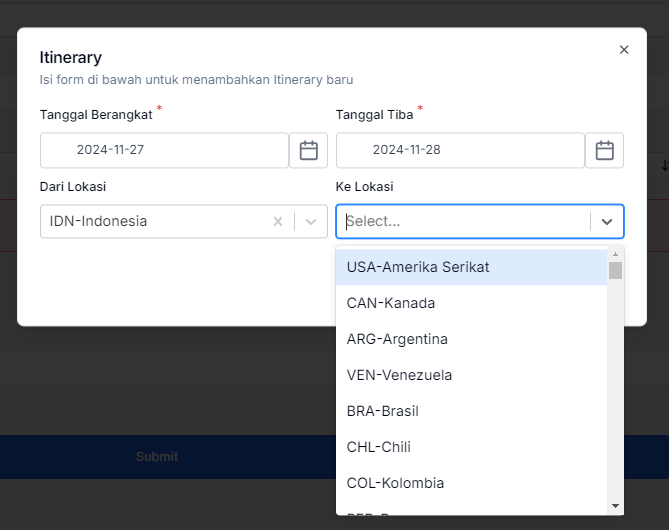 Itinerary
Isi form di bawah untuk menambahkan Itinerary baru
Tanggal Berangkat *
Tanggal Tiba *
2024-11-27
2024-11-28
Dari Lokasi
Ke Lokasi
IDN-Indonesia
Select...
USA-Amerika Serikat
CAN-Kanada
ARG-Argentina
VEN-Venezuela
BRA-Brasil
CHL-Chili
COL-Kolombia
Submit